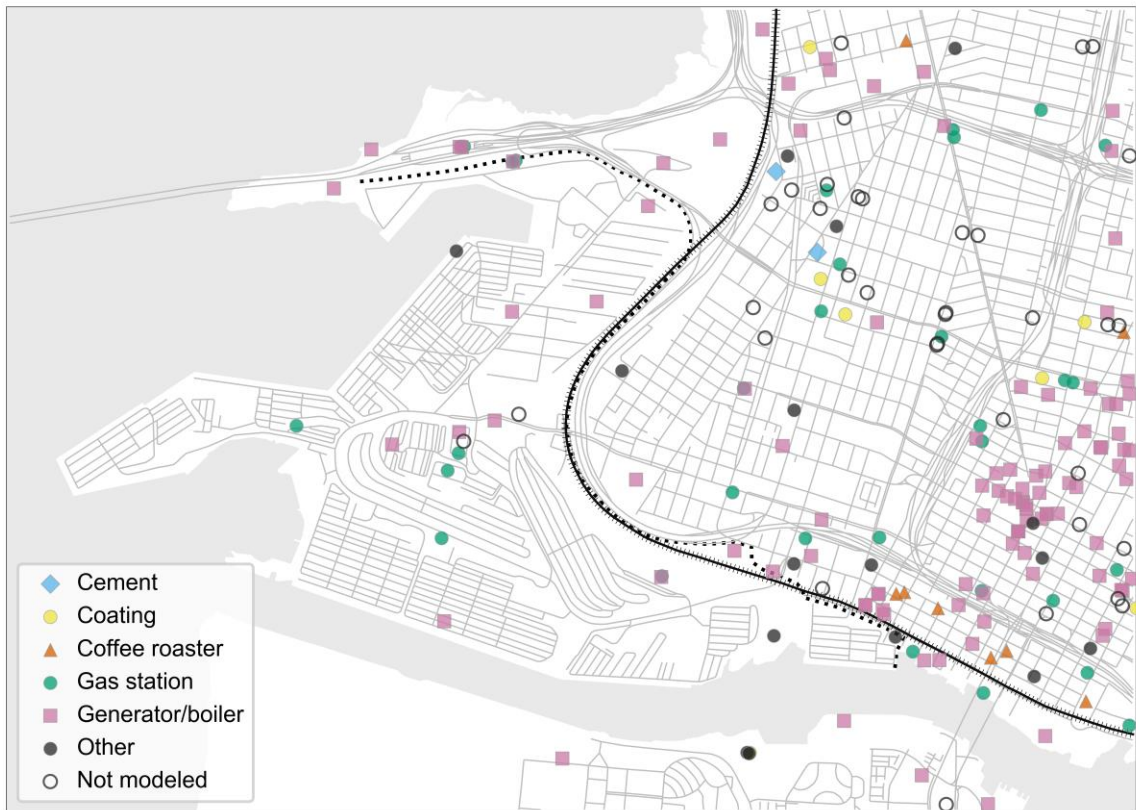 Cement
Coating
Coffee roaster
Gas station
Generator/boiler
Other
Not modeled